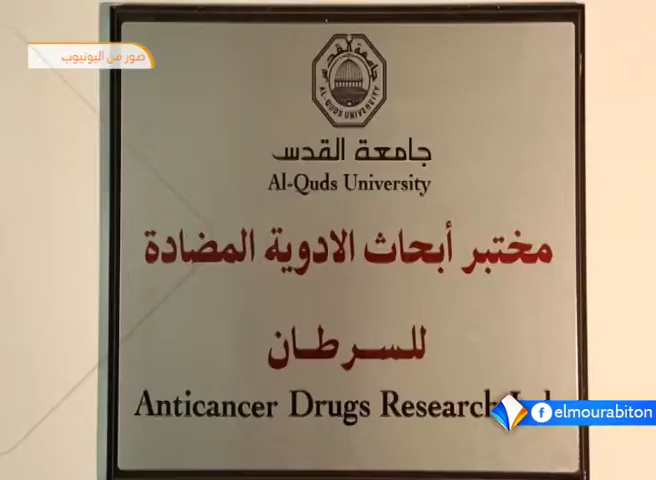 صور من اليوتيوب
جامعة القدس
AL-QUDS UNIVERSITY
جامعة القدس
Al-Quds University
مختبر أبحاث الادوية المضادة
للسرطان
Anticancer Drugs Research
elmourabiton